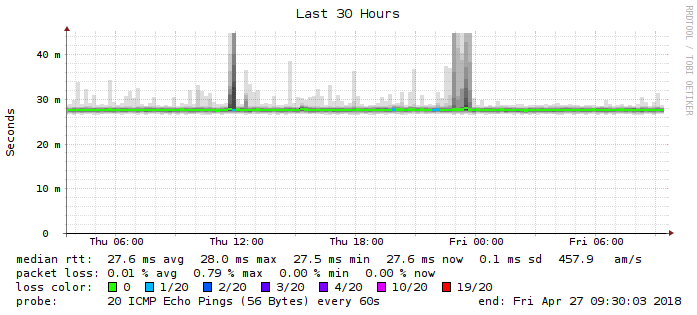 Last 30 Hours
RRDTOOL / TOBI OETIKER
Seconds
40 m
30 m
20 m
10 m
0
Thu 06:00 Thu 12:00 Thu 18:00 Fri 00:00 Fri 06:00
median rtt: 27.6 ms avg 28.0 ms max 27.5 ms min 27.6 ms now 0.1 ms sd 457.9 am/s
packet loss: 0.01 % avg 0.79 % max 0.00 % min 0.00 % now
loss color: 0 1/20 2/20 3/20 4/20 10/20 19/20
probe: 20 ICMP Echo Pings (56 Bytes) every 60s end: Fri Apr 27 09:30:03 2018